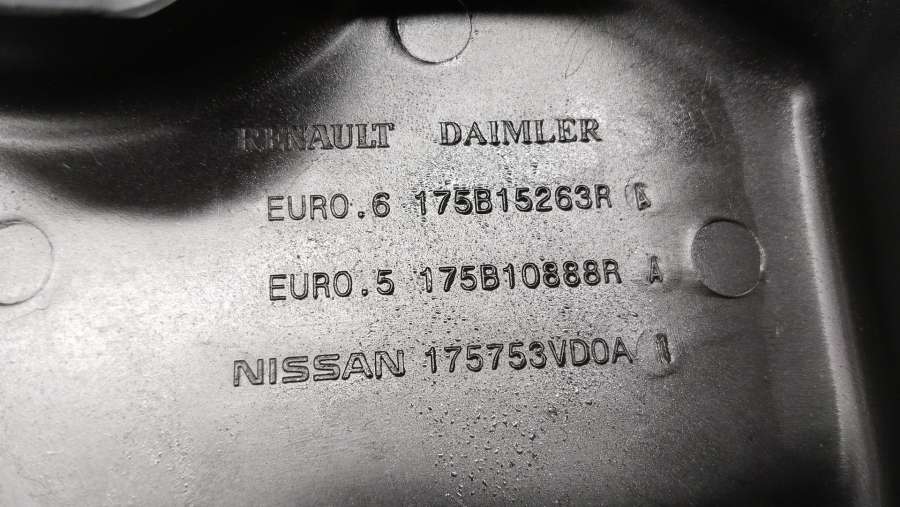 RENAULT DAIMLER
EURO.6 175B15263R A
EURO.5 175B10888R A
NISSAN 175753VD0A